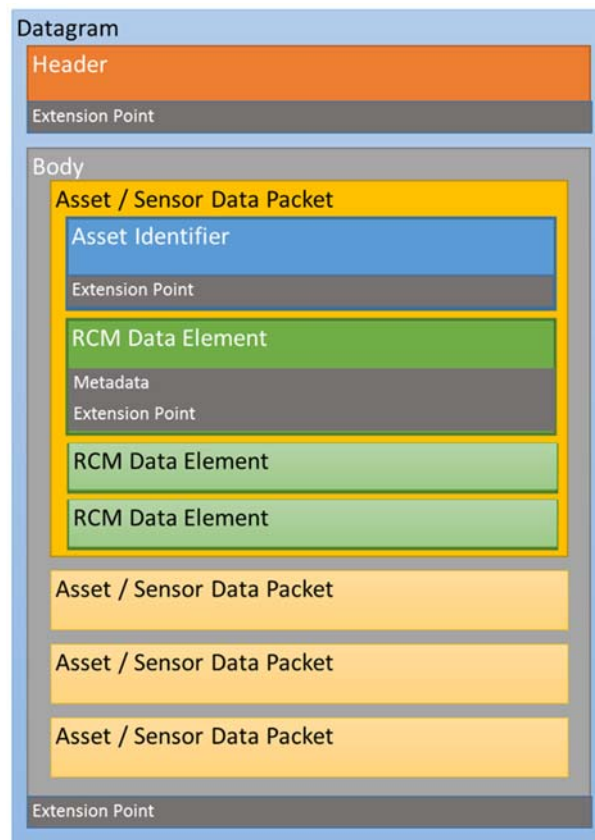 Datagram
Header
Extension Point
Body
Asset / Sensor Data Packet
Asset Identifier
Extension Point
RCM Data Element
Metadata
Extension Point
RCM Data Element
RCM Data Element
Asset / Sensor Data Packet
Asset / Sensor Data Packet
Asset / Sensor Data Packet
Extension Point